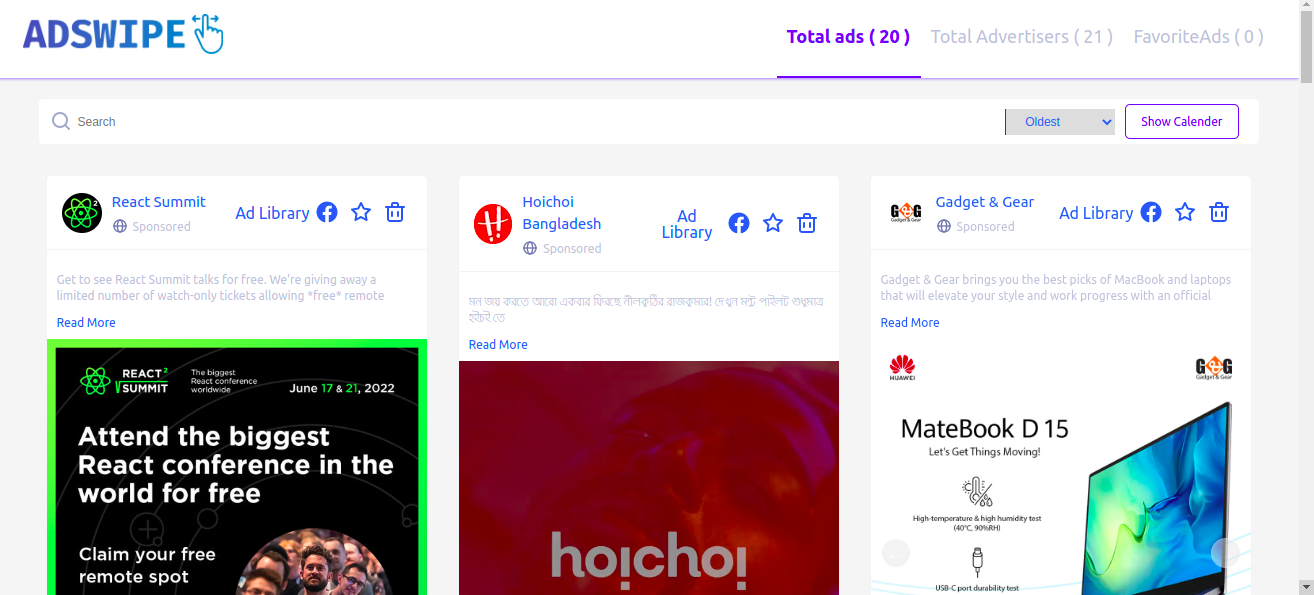 ADSWIPE
Total ads ( 20 )
Total Advertisers ( 21 )
FavoriteAds ( 0 )
Search
Oldest
Show Calender
React Summit
Sponsored
Ad Library
Get to see React Summit talks for free. We're giving away a
limited number of watch-only tickets allowing *free* remote
Read More
REACT 2
SUMMIT
The biggest
React conference
worldwide
June 17 & 21, 2022
Attend the biggest
React conference in the
world for free
Claim your free
remote spot
Hoichoi
Bangladesh
Sponsored
Ad
Library
মন জয় করতে আরো একবার ফিরছে নীলকুঠির রাজকুমার! দেখুন মন্টু পাইলট শুধুমাত্র
হইচই তে
Read More
hoichoi
Gadget & Gear
Sponsored
Ad Library
Gadget & Gear brings you the best picks of MacBook and laptops
that will elevate your style and work progress with an official
Read More
HUAWEI
G&G
Gadget & Gear
MateBook D 15
Let's Get Things Moving!
High-temperature & high humidity test
(40°C, 90%RH)
USB-C port durability test